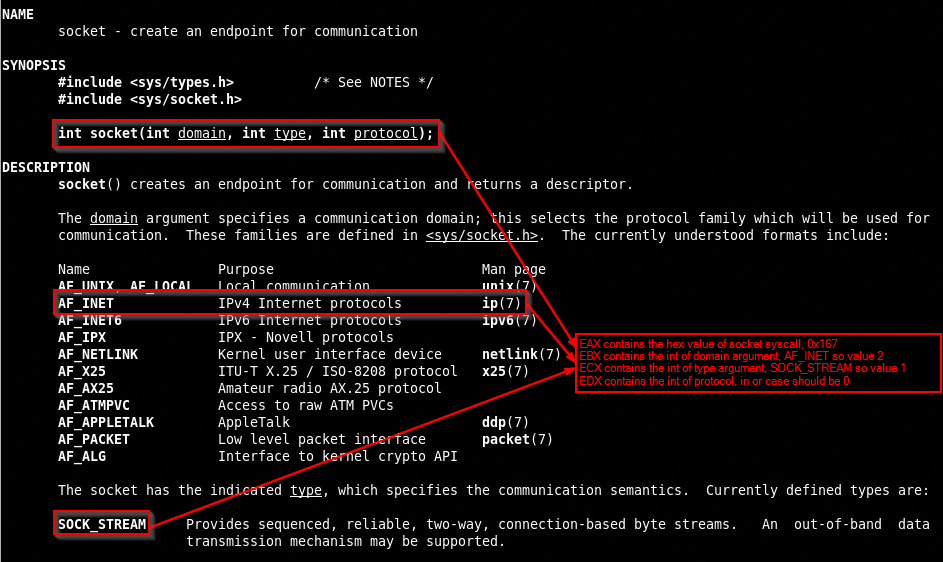 NAME
socket - create an endpoint for communication
SYNOPSIS
#include <sys/types.h> /* See NOTES */
#include <sys/socket.h>
int socket(int domain, int type, int protocol);
DESCRIPTION
socket() creates an endpoint for communication and returns a descriptor.
The domain argument specifies a communication domain; this selects the protocol family which will be used for
communication. These families are defined in <sys/socket.h>. The currently understood formats include:
Name Purpose Man page
AF_UNIX, AF_LOCAL Local communication unix(7)
AF_INET IPv4 Internet protocols ip(7)
AF_INET6 IPv6 Internet protocols ipv6(7)
AF_IPX IPX - Novell protocols
AF_NETLINK Kernel user interface device netlink(7)
AF_X25 ITU-T X.25 / ISO-8208 protocol x25(7)
AF_AX25 Amateur radio AX.25 protocol
AF_ATMPVC Access to raw ATM PVCs
AF_APPLETALK AppleTalk ddp(7)
AF_PACKET Low level packet interface packet(7)
AF_ALG Interface to kernel crypto API
EAX contains the hex value of socket syscall, 0x167
EBX contains the int of domain argument, AF_INET so value 2
ECX contains the int of type argument, SOCK_STREAM so value 1
EDX contains the int of protocol, in or case should be 0
The socket has the indicated type, which specifies the communication semantics. Currently defined types are:
SOCK_STREAM Provides sequenced, reliable, two-way, connection-based byte streams. An out-of-band data
transmission mechanism may be supported.